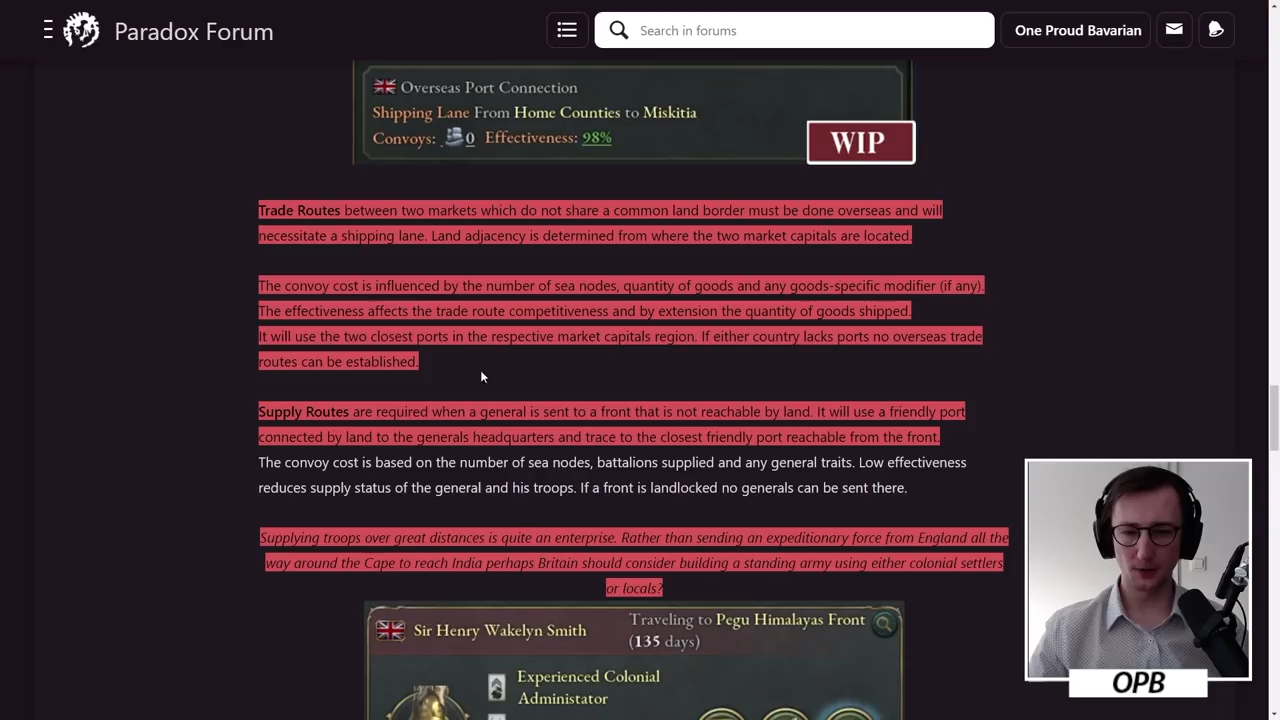 Paradox Forum
Search in forums
One Proud Bavarian
Overseas Port Connection
Shipping Lane From Home Counties to Miskitia
Convoys: 0 Effectiveness: 98%
WIP
Trade Routes between two markets which do not share a common land border must be done overseas and will
necessitate a shipping lane. Land adjacency is determined from where the two market capitals are located.
The convoy cost is influenced by the number of sea nodes, quantity of goods and any goods-specific modifier (if any).
The effectiveness affects the trade route competitiveness and by extension the quantity of goods shipped.
It will use the two closest ports in the respective market capitals region. If either country lacks ports no overseas trade
routes can be established.
Supply Routes are required when a general is sent to a front that is not reachable by land. It will use a friendly port
connected by land to the generals headquarters and trace to the closest friendly port reachable from the front.
The convoy cost is based on the number of sea nodes, battalions supplied and any general traits. Low effectiveness
reduces supply status of the general and his troops. If a front is landlocked no generals can be sent there.
Supplying troops over great distances is quite an enterprise. Rather than sending an expeditionary force from England all the
way around the Cape to reach India perhaps Britain should consider building a standing army using either colonial settlers
or locals?
Sir Henry Wakelyn Smith
Traveling to Pegu Himalayas Front
(135 days)
Experienced Colonial
Administator
OPB